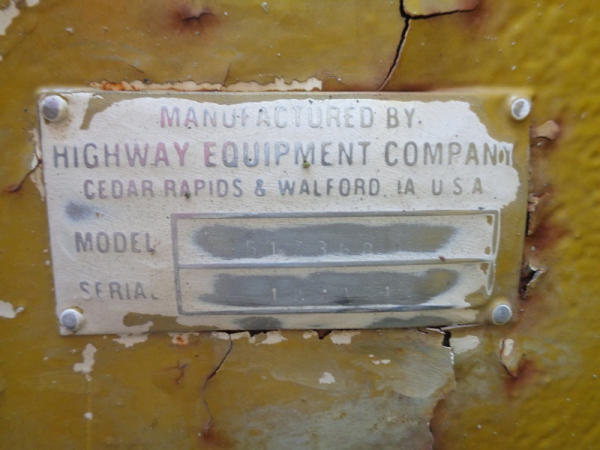 MANUFACTURED BY
HIGHWAY EQUIPMENT COMPANY
CEDAR RAPIDS & WALFORD, IA U S A
MODEL
SERIAL